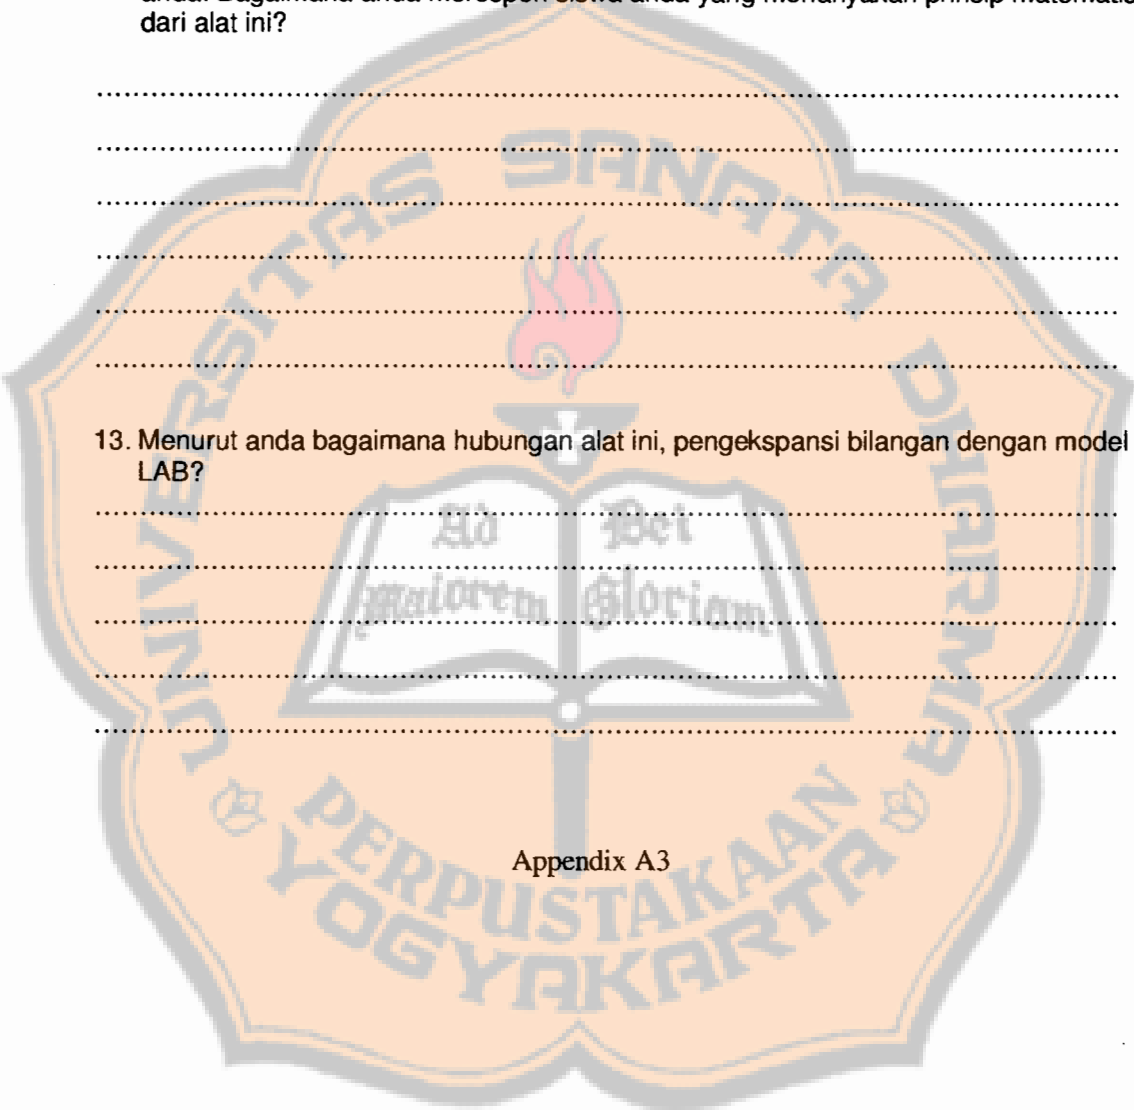 dari alat ini?
13. Menurut anda bagaimana hubungan alat ini, pengekspansi bilangan dengan model
LAB?
Appendix A3
UNIVERSITAS SANATA DHARMA
Ad maiorem
Dei Gloriam
PERPUSTAKAAN
YOGYAKARTA